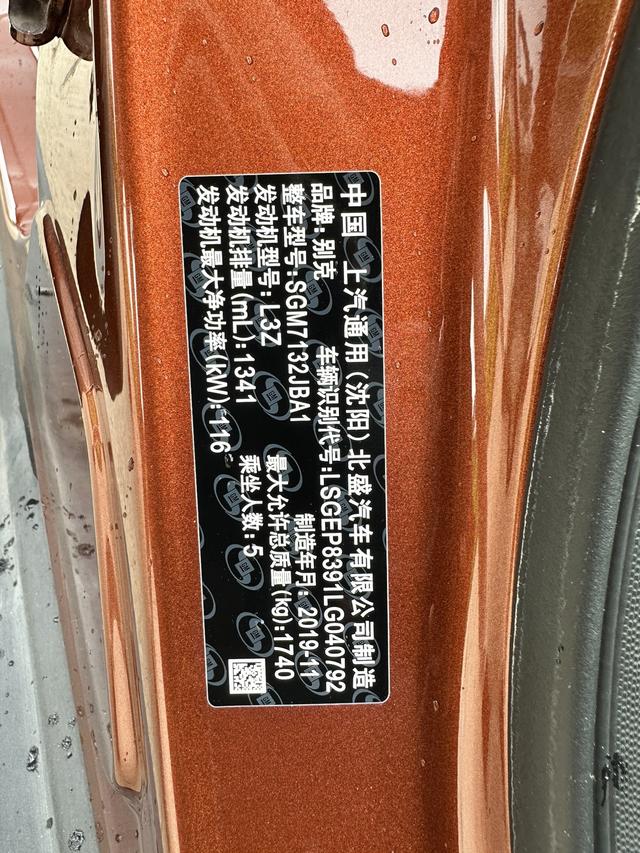 中国 上汽通用(沈阳)北盛汽车有限公司制造
品牌:别克 车辆识别代号:LSGEP8391LG040792
整车型号:SGM7132JBA1 制造年月:2019-11
发动机型号:L3Z 最大允许总质量(kg):1740
发动机排量(mL):1341 乘坐人数:5
发动机最大净功率(kW):116